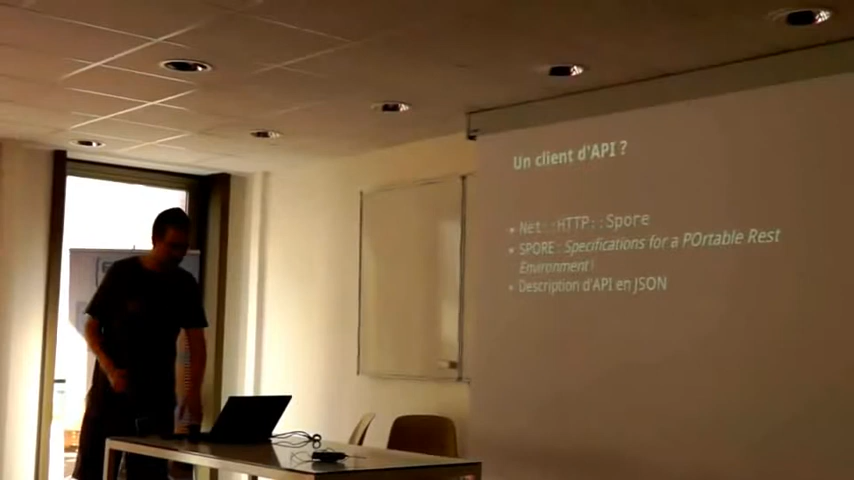 Un client d'API ?
• Net::HTTP::Spore
• SPORE : Specifications for a POrtable Rest
Environment!
• Description d'API en JSON